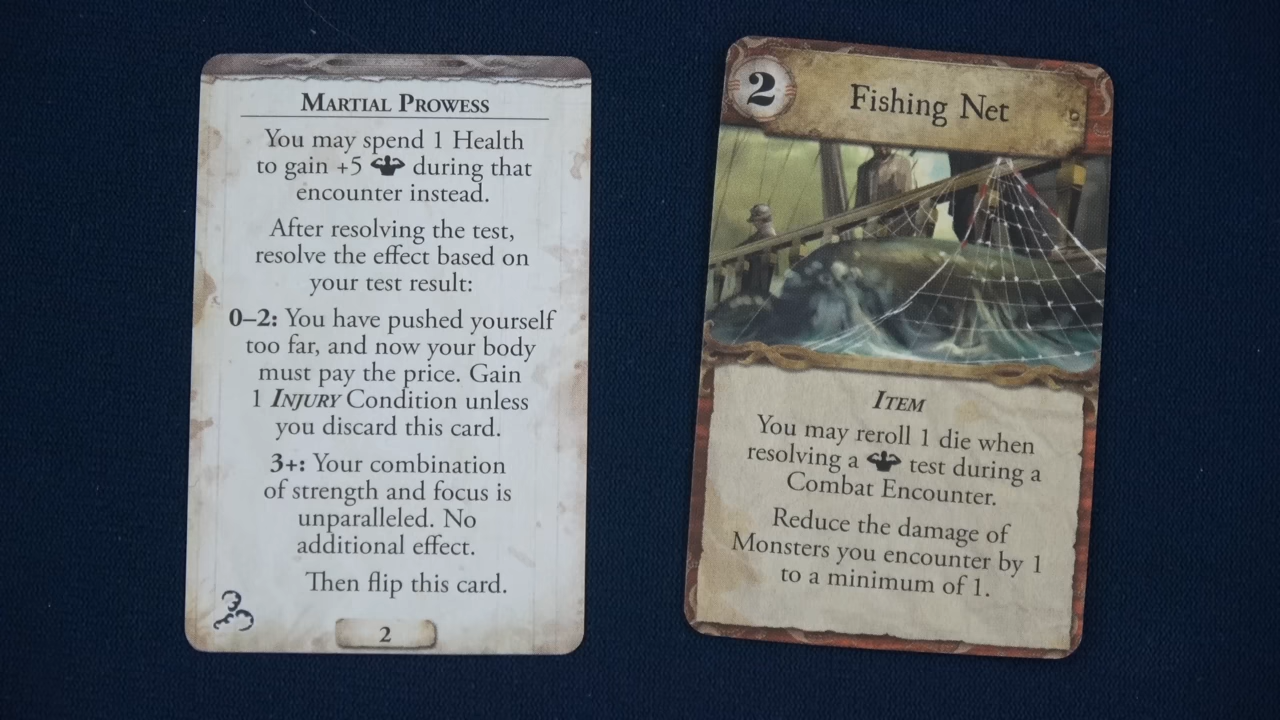 Martial Prowess
You may spend 1 Health
to gain +5 during that
encounter instead.
After resolving the test,
resolve the effect based on
your test result:
0–2: You have pushed yourself
too far, and now your body
must pay the price. Gain
1 Injury Condition unless
you discard this card.
3+: Your combination
of strength and focus is
unparalleled. No
additional effect.
Then flip this card.
2
2
Fishing Net
Item
You may reroll 1 die when
resolving a test during a
Combat Encounter.
Reduce the damage of
Monsters you encounter by 1
to a minimum of 1.